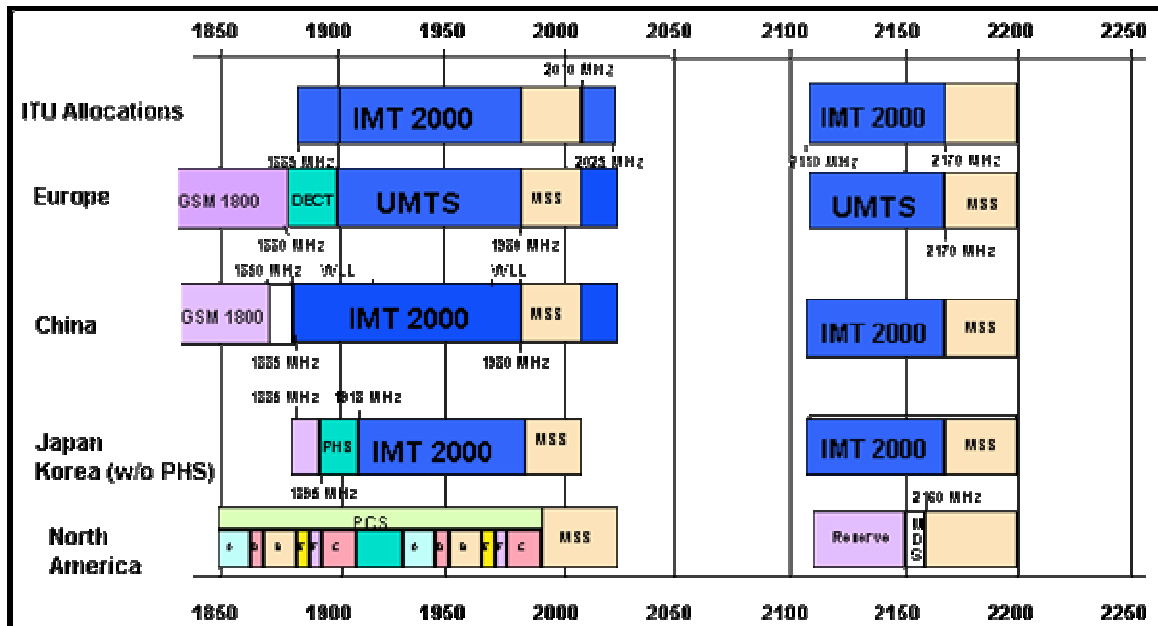 1850 1900 1950 2000 2050 2100 2150 2200 2250
2010 MHz
ITU Allocations
IMT 2000
IMT 2000
1885 MHz
2025 MHz
2170 MHz
Europe
GSM 1800
DECT
UMTS
MSS
UMTS
MSS
1880 MHz
1980 MHz
2170 MHz
1850 MHz
WLL
WLL
China
GSM 1800
IMT 2000
MSS
IMT 2000
MSS
1885 MHz
1980 MHz
1885 MHz
1918 MHz
Japan
Korea (w/o PHS)
PHS
IMT 2000
MSS
IMT 2000
MSS
1895 MHz
2160 MHz
North
America
PCS
C
C
MSS
Reserve
MDS
1850 1900 1950 2000 2050 2100 2150 2200 2250